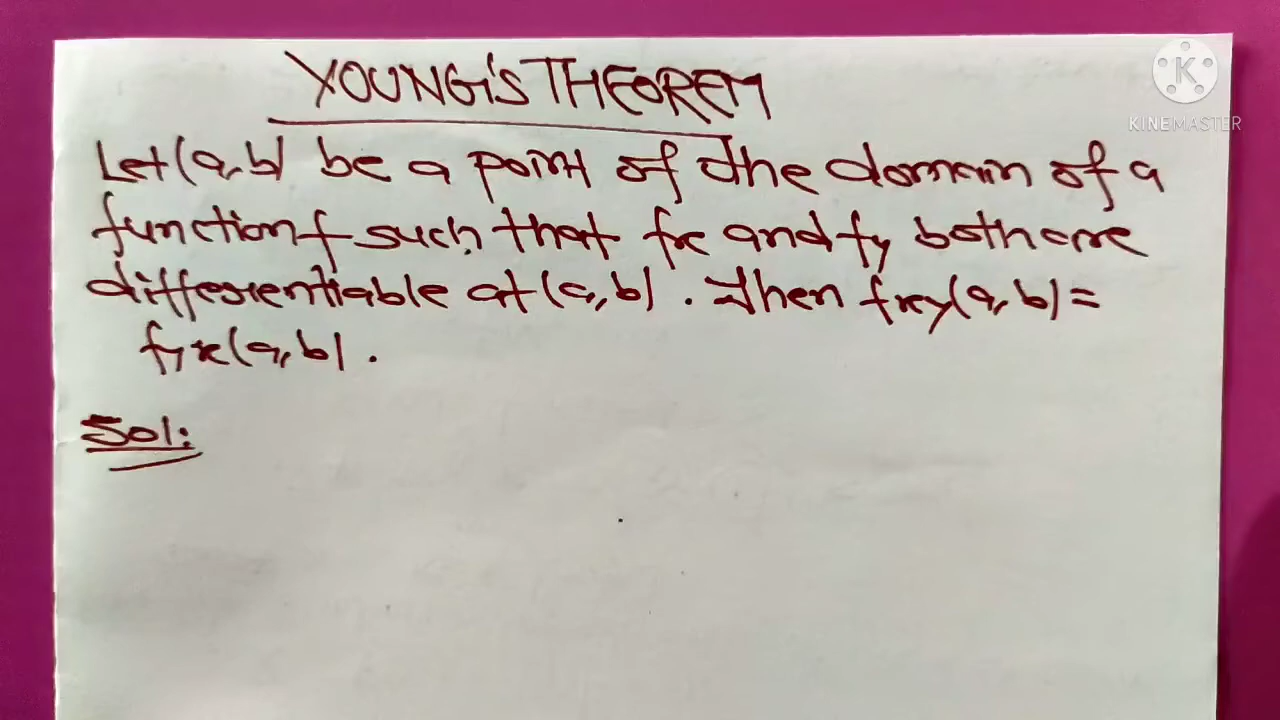 YOUNG'S THEOREM
K
KINEMASTER
Let (a,b) be a point of the domain of a
function f such that fx and fy both are
differentiable at (a,b). Then fxy(a,b)=
fyx(a,b).
Sol: